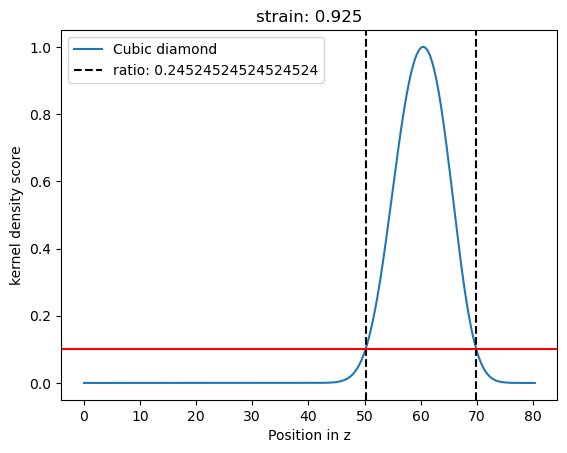 strain: 0.925
Cubic diamond
ratio: 0.24524524524524524
1.0
0.8
0.6
0.4
0.2
0.0
kernel density score
0 10 20 30 40 50 60 70 80
Position in z